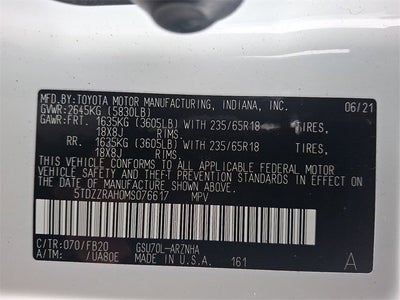 MFD.BY:TOYOTA MOTOR MANUFACTURING, INDIANA, INC. 06/21
GVWR:2645KG (5830LB)
GAWR:FRT. 1635KG (3605LB) WITH 235/65R18 TIRES,
18X8J RIMS.
RR. 1635KG (3605LB) WITH 235/65R18 TIRES,
18X8J RIMS.
THIS VEHICLE CONFORMS TO ALL APPLICABLE FEDERAL MOTOR
VEHICLE SAFETY AND THEFT PREVENTION STANDARDS IN EFFECT
ON THE DATE OF MANUFACTURE SHOWN ABOVE.
5TDZZRAH0MS076617 MPV
C/TR:070/FB20 GSU70L-ARZNHA
A/TM: /UA80E MADE IN U.S.A. 161 A